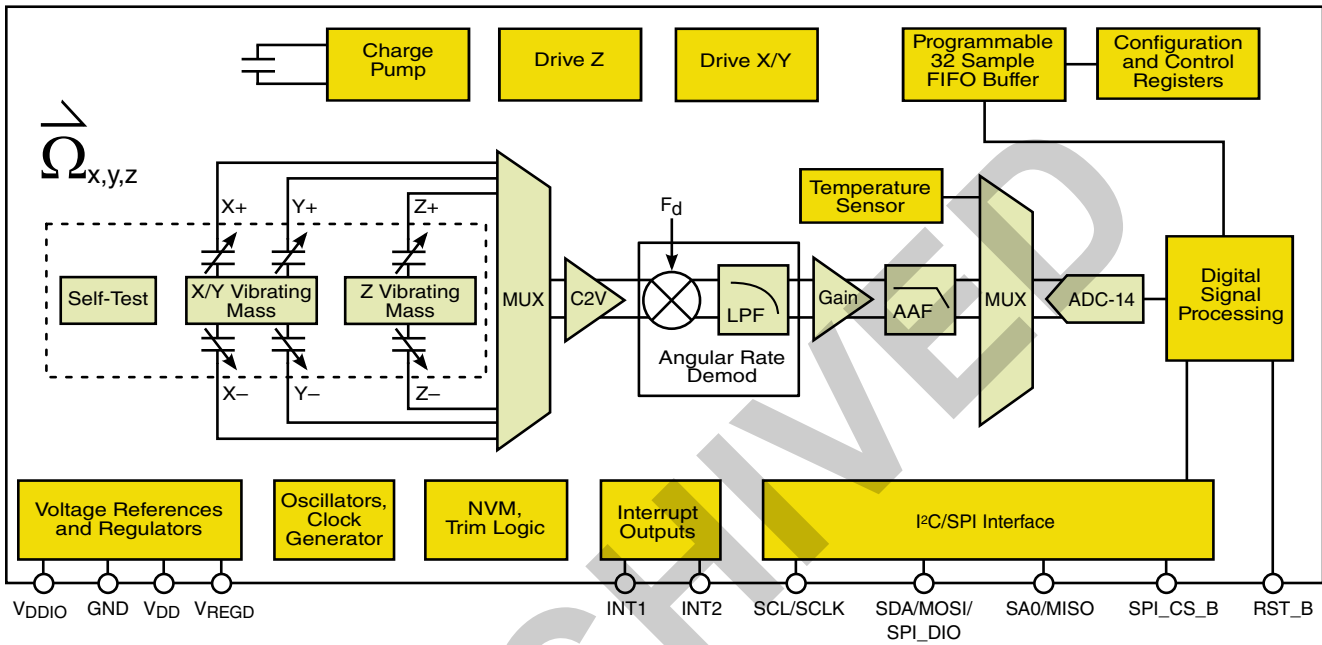 Charge
Pump
Drive Z
Drive X/Y
Programmable
32 Sample
FIFO Buffer
Configuration
and Control
Registers
Ωx,y,z
X+
Y+
Z+
Fd
Temperature
Sensor
Self-Test
X/Y Vibrating
Mass
Z Vibrating
Mass
MUX
C2V
LPF
Angular Rate
Demod
Gain
AAF
MUX
ADC-14
Digital
Signal
Processing
X–
Y–
Z–
Voltage References
and Regulators
Oscillators,
Clock
Generator
NVM,
Trim Logic
Interrupt
Outputs
I²C/SPI Interface
VDDIO
GND
VDD
VREGD
INT1
INT2
SCL/SCLK
SDA/MOSI/
SPI_DIO
SA0/MISO
SPI_CS_B
RST_B
CHIVED